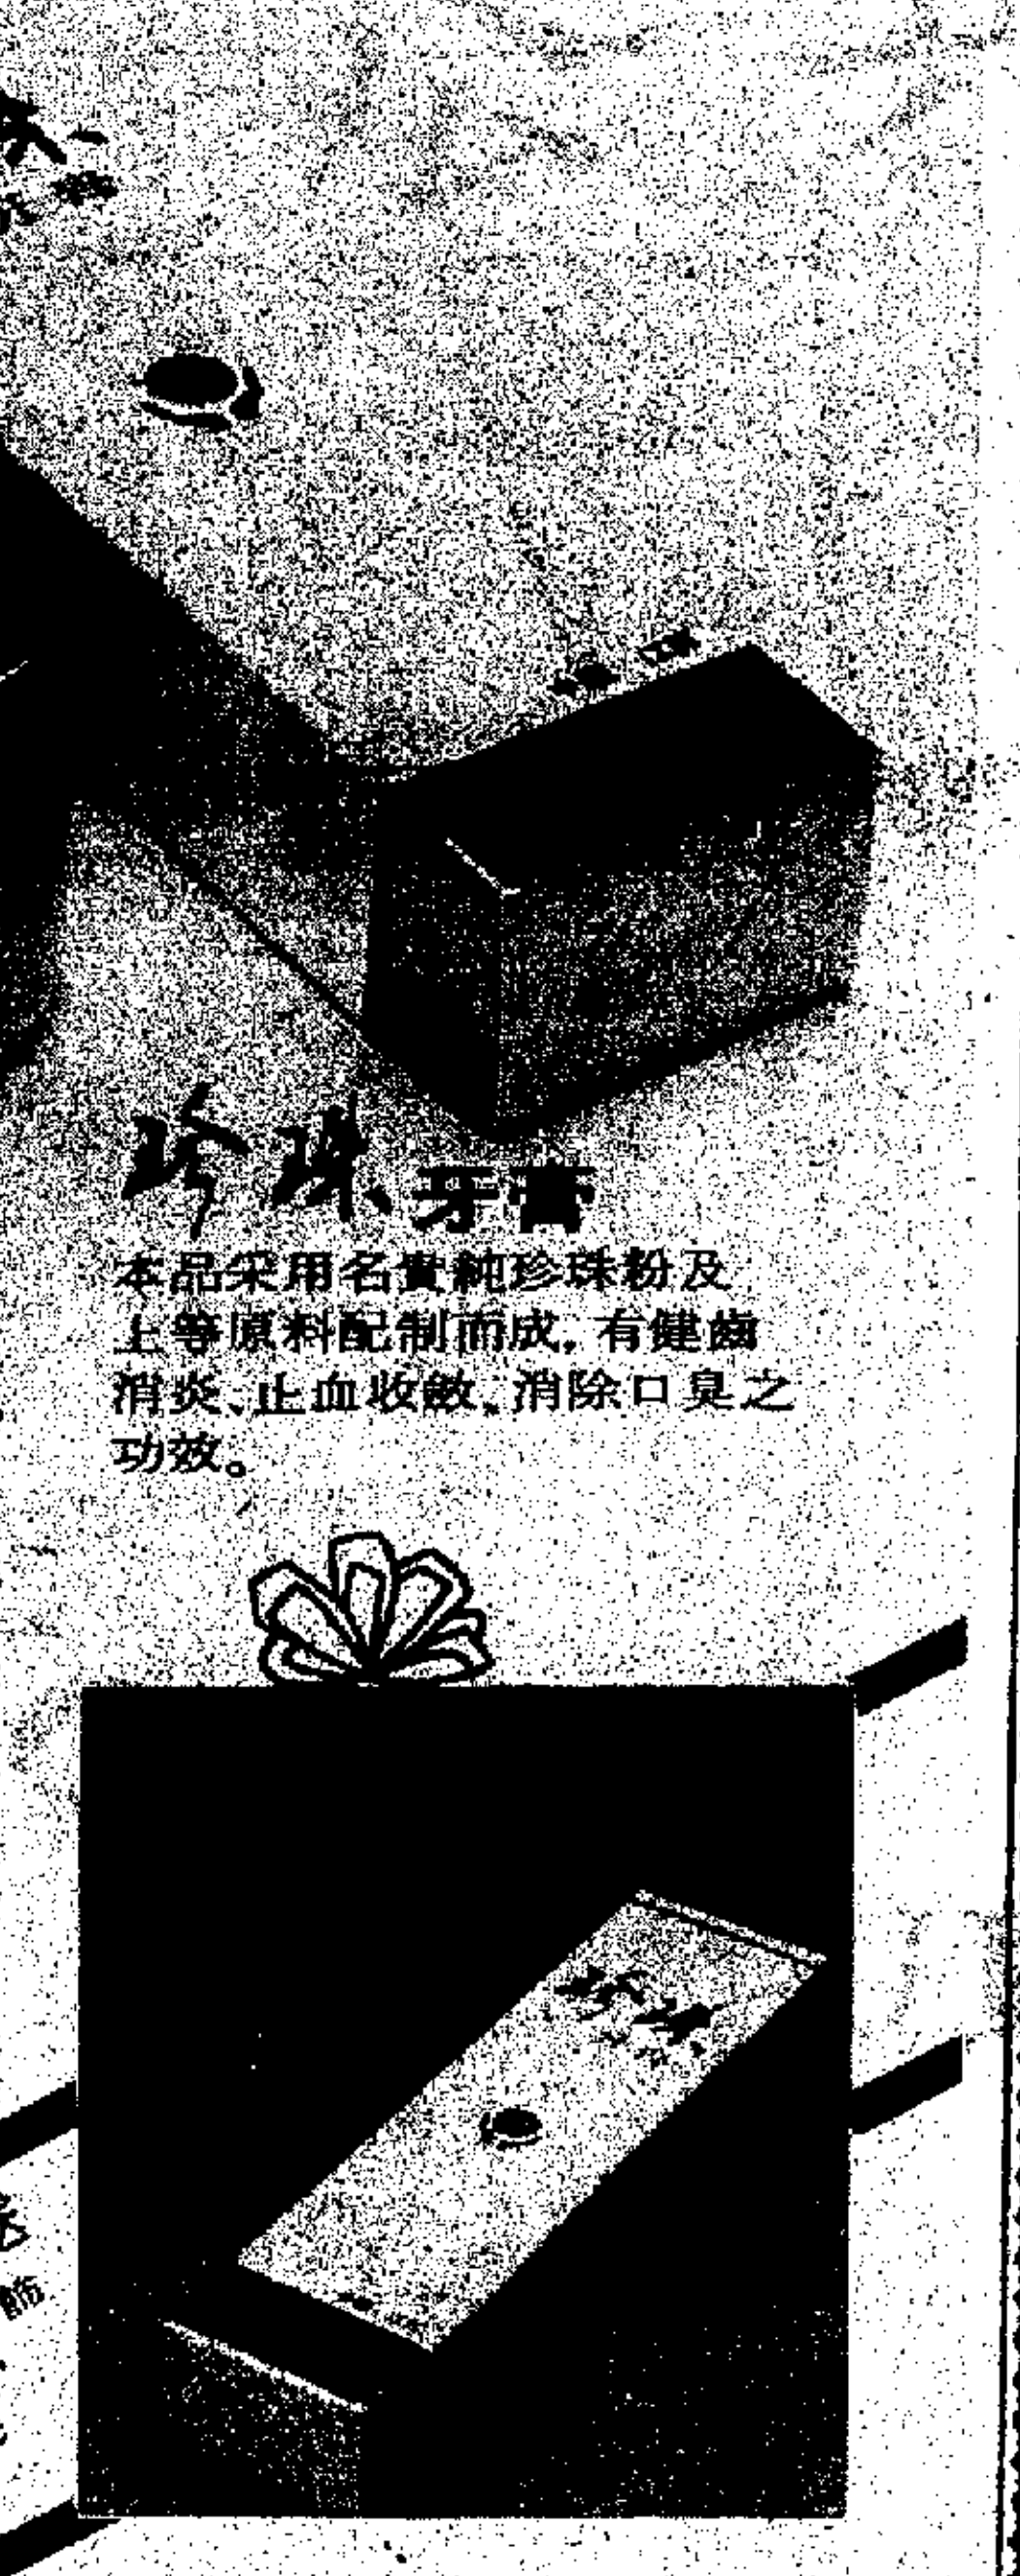 珍珠牙膏
本品采用名貴純珍珠粉及
上等原料配制而成，有健齒
消炎、止血收斂、消除口臭之
功效。